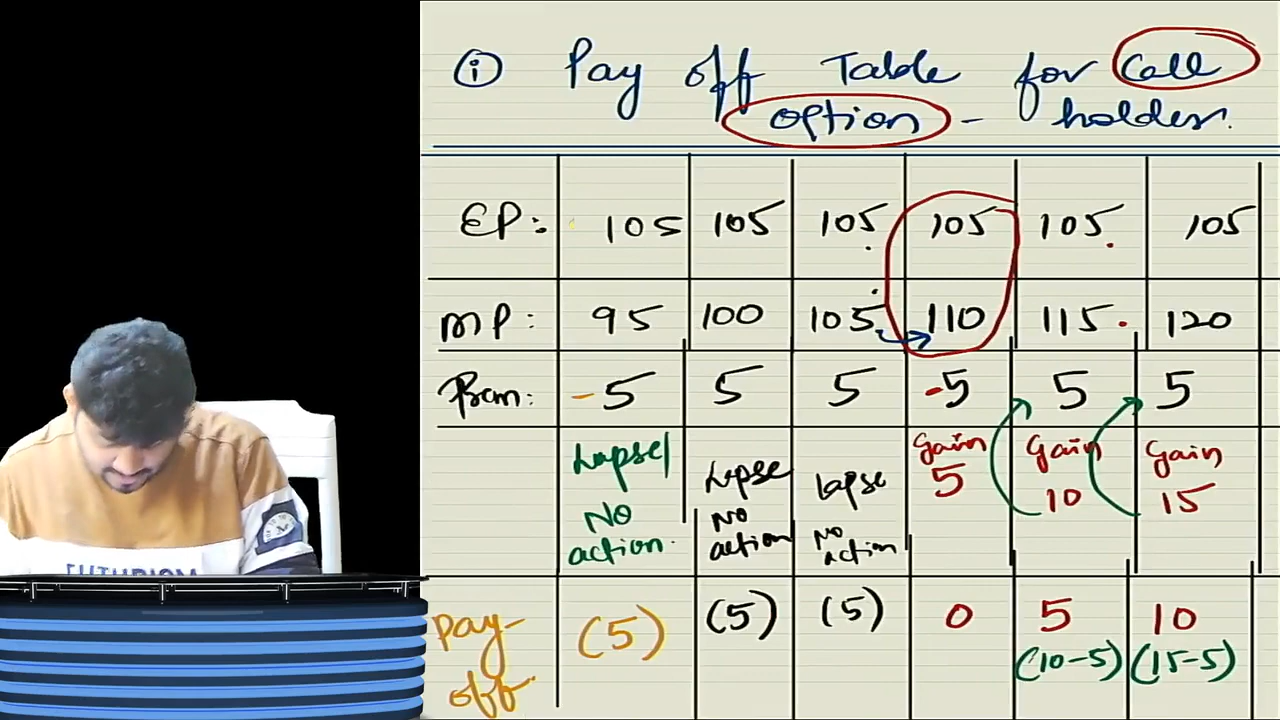 (i) Pay off Table for Call
option - holder.
EP: 105 105 105 105 105 105
MP: 95 100 105 110 115 120
Prem: -5 5 5 -5 5 5
Lapse/ Lapse Lapse Gain Gain Gain
No No No 5 10 15
action. action action
Pay- (5) (5) (5) 0 5 10
off (10-5) (15-5)